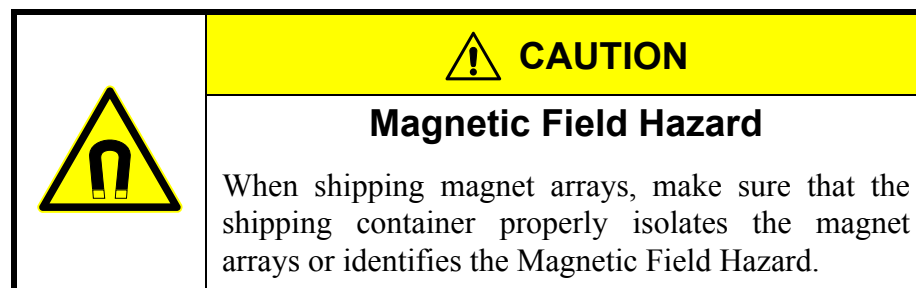 CAUTION
Magnetic Field Hazard
When shipping magnet arrays, make sure that the
shipping container properly isolates the magnet
arrays or identifies the Magnetic Field Hazard.